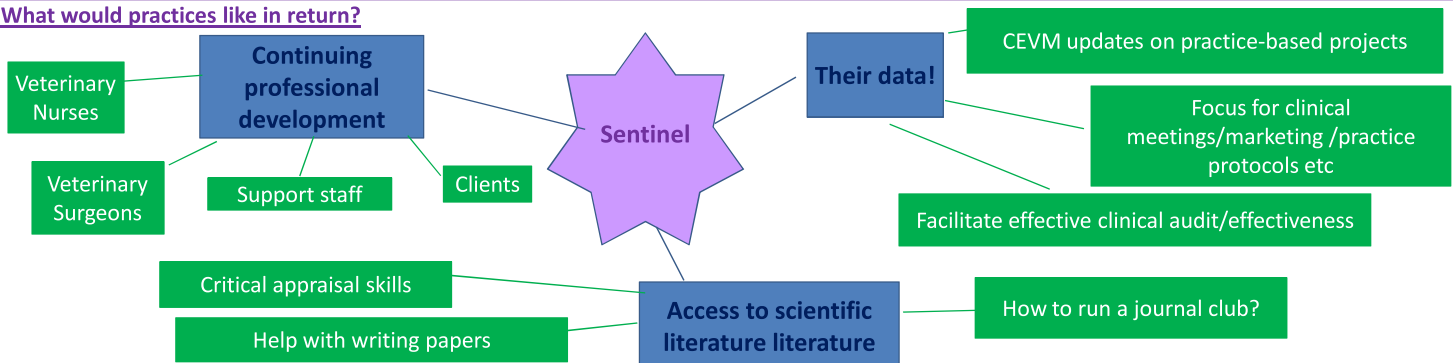 What would practices like in return?
Continuing
professional
development
Veterinary
Nurses
Veterinary
Surgeons
Support staff
Clients
Sentinel
Their data!
CEVM updates on practice-based projects
Focus for clinical
meetings/marketing /practice
protocols etc
Facilitate effective clinical audit/effectiveness
Critical appraisal skills
Help with writing papers
Access to scientific
literature literature
How to run a journal club?